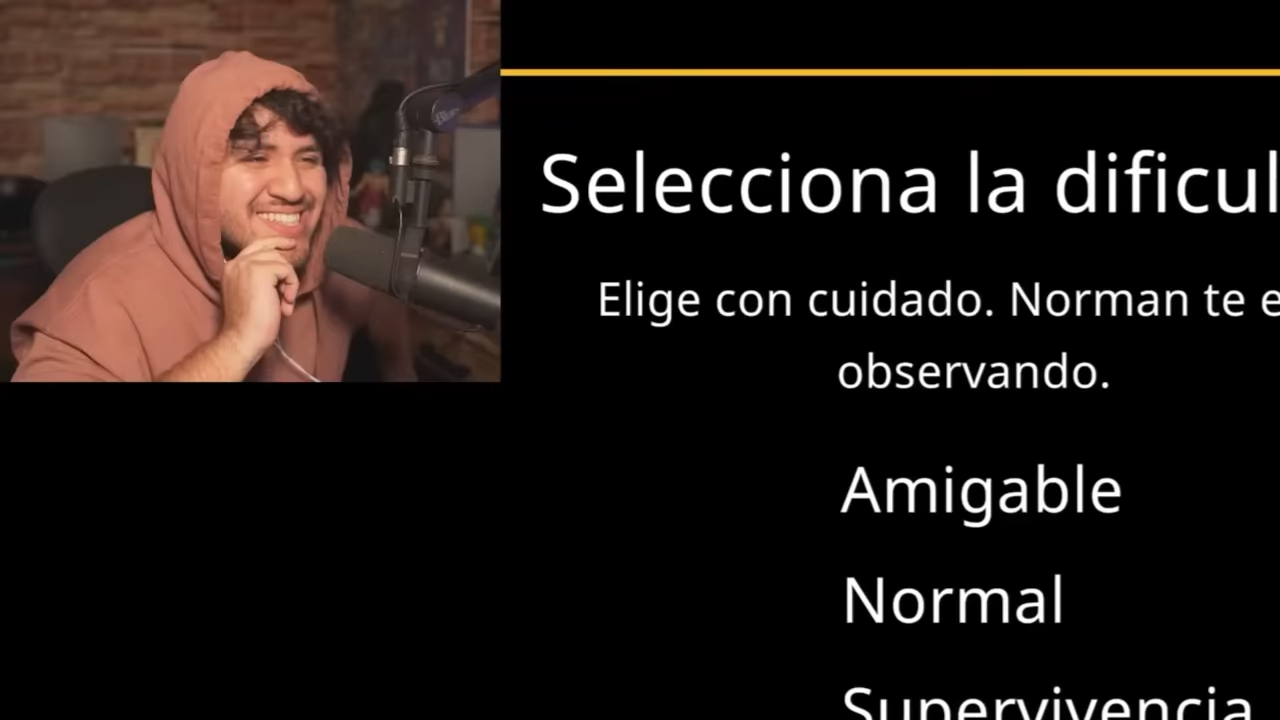 Selecciona la dificul
Elige con cuidado. Norman te e
observando.
Amigable
Normal
Supervivencia